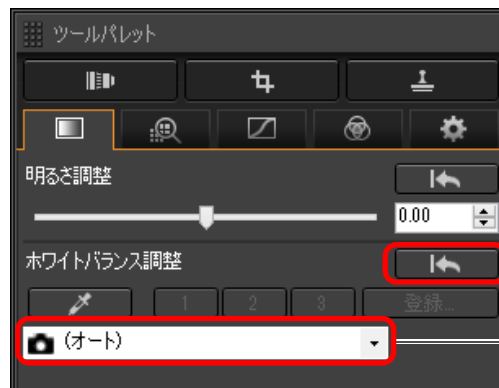 ツールパレット
明るさ調整
0.00
ホワイトバランス調整
1 2 3 登録...
(オート)